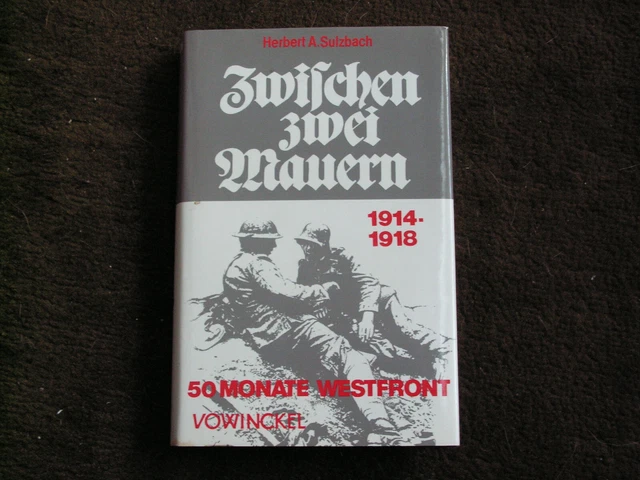 Herbert A. Sulzbach
Zwiſchen
zwei
Mauern
1914-
1918
50 MONATE WESTFRONT
VOWINCKEL